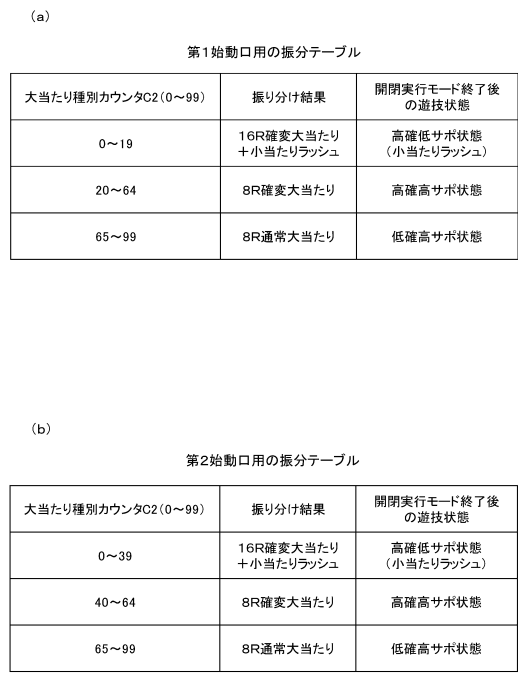 （a）
第１始動口用の振分テーブル
大当たり種別カウンタC2（0～99）
振り分け結果
開閉実行モード終了後
の遊技状態
0～19
16Ｒ確変大当たり
＋小当たりラッシュ
高確低サポ状態
（小当たりラッシュ）
20～64
8Ｒ確変大当たり
高確高サポ状態
65～99
8Ｒ通常大当たり
低確高サポ状態
（b）
第２始動口用の振分テーブル
大当たり種別カウンタC2（0～99）
振り分け結果
開閉実行モード終了後
の遊技状態
0～39
16Ｒ確変大当たり
＋小当たりラッシュ
高確低サポ状態
（小当たりラッシュ）
40～64
8Ｒ確変大当たり
高確高サポ状態
65～99
8Ｒ通常大当たり
低確高サポ状態